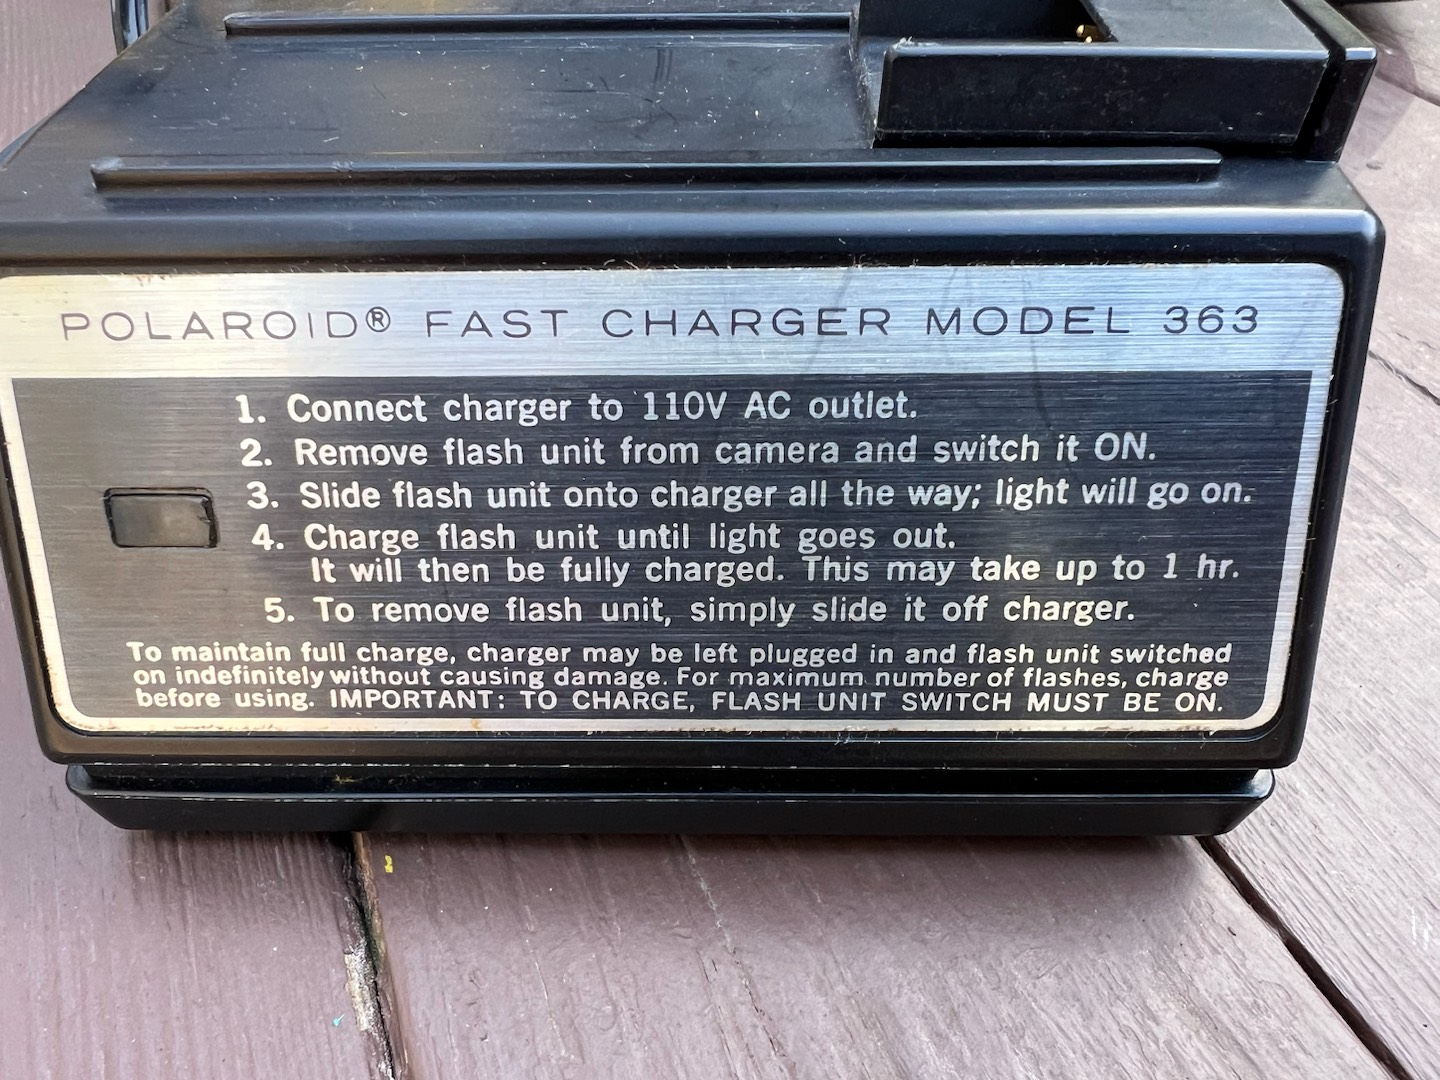 POLAROID® FAST CHARGER MODEL 363
1. Connect charger to 110V AC outlet.
2. Remove flash unit from camera and switch it ON.
3. Slide flash unit onto charger all the way; light will go on.
4. Charge flash unit until light goes out.
It will then be fully charged. This may take up to 1 hr.
5. To remove flash unit, simply slide it off charger.
To maintain full charge, charger may be left plugged in and flash unit switched
on indefinitely without causing damage. For maximum number of flashes, charge
before using. IMPORTANT: TO CHARGE, FLASH UNIT SWITCH MUST BE ON.